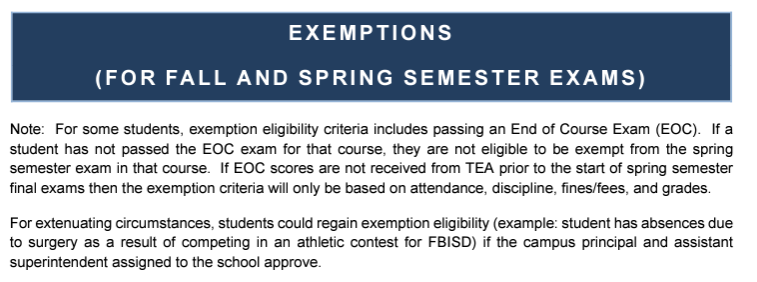 EXEMPTIONS
(FOR FALL AND SPRING SEMESTER EXAMS)
Note:  For some students, exemption eligibility criteria includes passing an End of Course Exam (EOC).  If a
student has not passed the EOC exam for that course, they are not eligible to be exempt from the spring
semester exam in that course.  If EOC scores are not received from TEA prior to the start of spring semester
final exams then the exemption criteria will only be based on attendance, discipline, fines/fees, and grades.
For extenuating circumstances, students could regain exemption eligibility (example: student has absences due
to surgery as a result of competing in an athletic contest for FBISD) if the campus principal and assistant
superintendent assigned to the school approve.